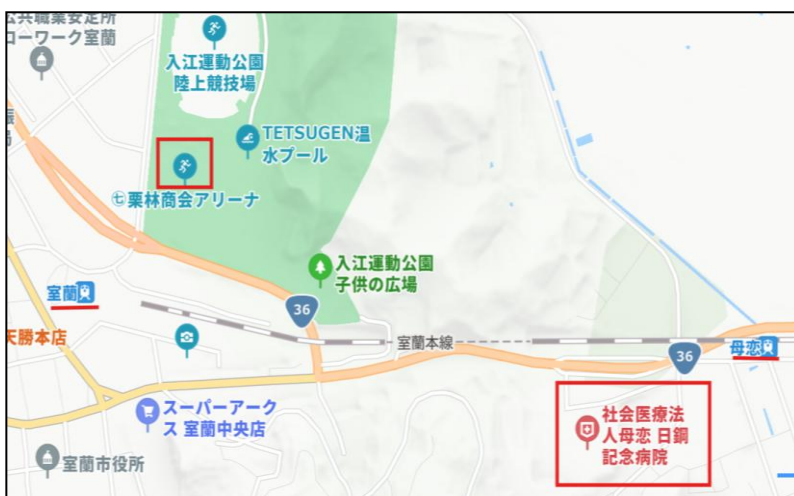 公共職業安定所
ローワーク室蘭
入江運動公園
陸上競技場
TETSUGEN温
水プール
㊆栗林商会アリーナ
入江運動公園
子供の広場
室蘭
36
天勝本店
室蘭本線
36
母恋
スーパーアーク
ス 室蘭中央店
社会医療法
人母恋 日鋼
記念病院
室蘭市役所